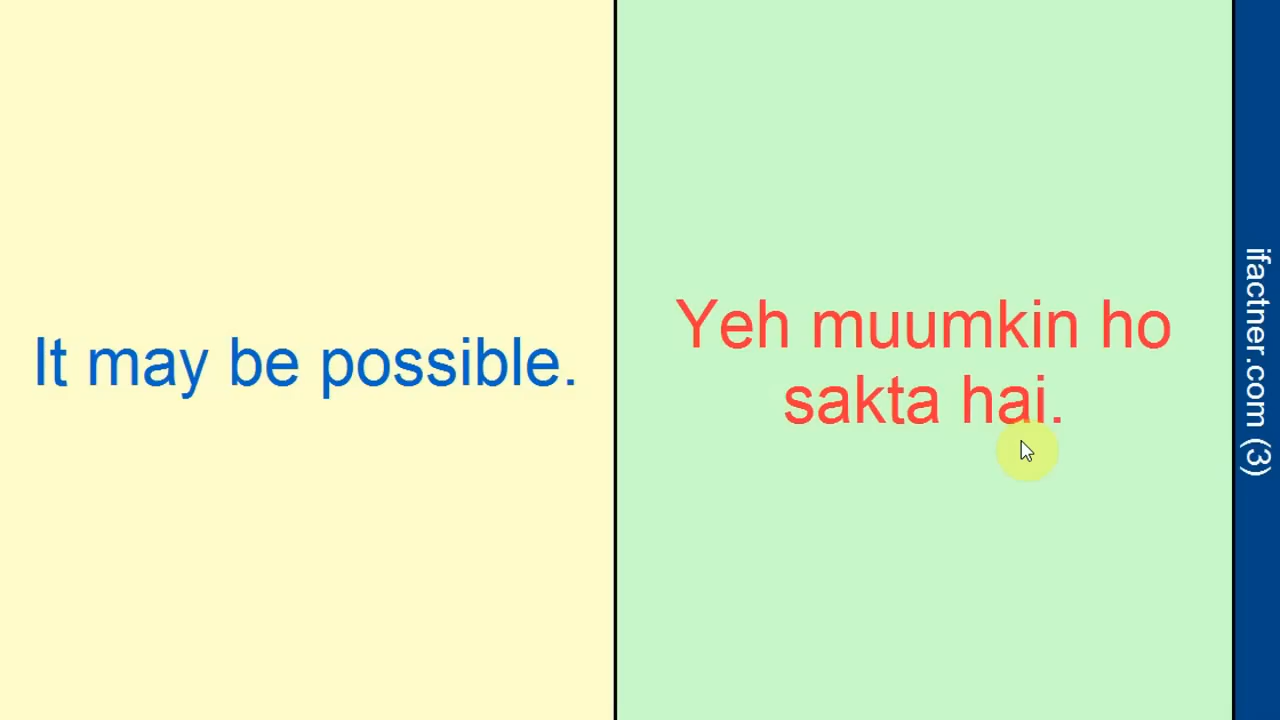 It may be possible.
Yeh muumkin ho
sakta hai.
ifactner.com (3)